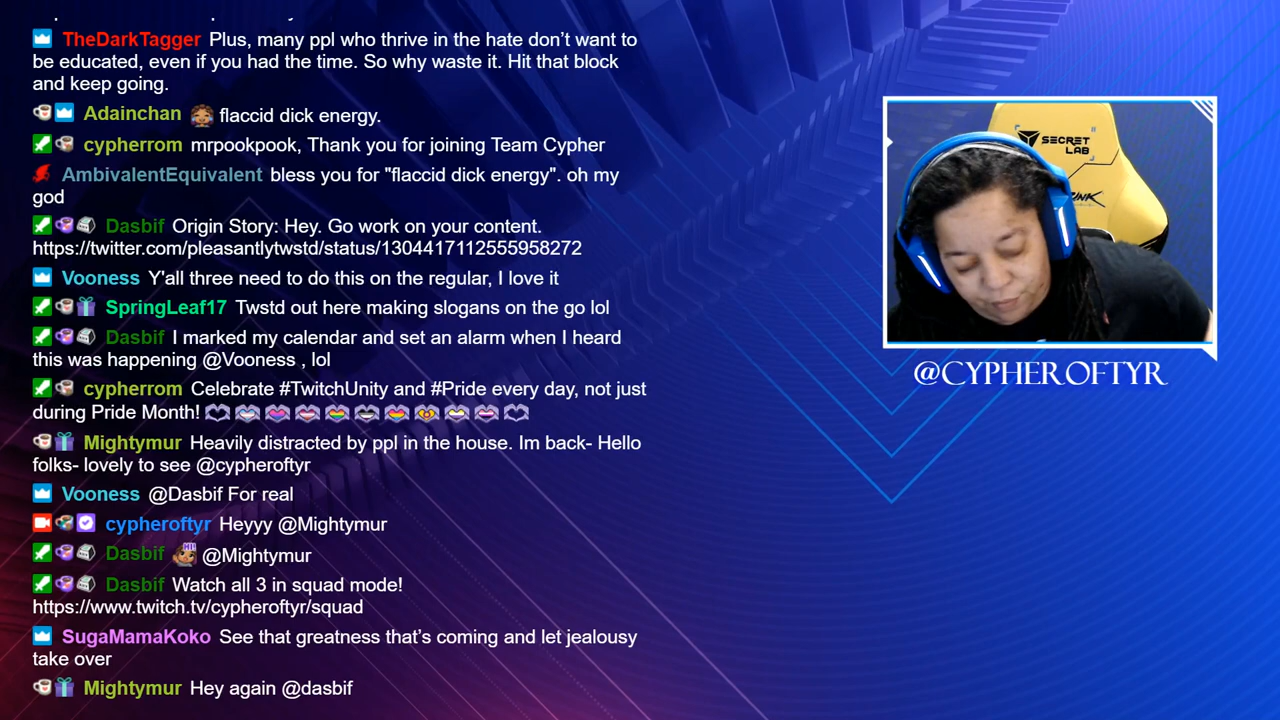 TheDarkTagger Plus, many ppl who thrive in the hate don’t want to
be educated, even if you had the time. So why waste it. Hit that block
and keep going.
Adainchan flaccid dick energy.
cypherrom mrpookpook, Thank you for joining Team Cypher
AmbivalentEquivalent bless you for "flaccid dick energy". oh my
god
Dasbif Origin Story: Hey. Go work on your content.
https://twitter.com/pleasantlytwstd/status/1304417112555958272
Vooness Y'all three need to do this on the regular, I love it
SpringLeaf17 Twstd out here making slogans on the go lol
Dasbif I marked my calendar and set an alarm when I heard
this was happening @Vooness , lol
cypherrom Celebrate #TwitchUnity and #Pride every day, not just
during Pride Month!
Mightymur Heavily distracted by ppl in the house. Im back- Hello
folks- lovely to see @cypheroftyr
Vooness @Dasbif For real
cypheroftyr Heyyy @Mightymur
Dasbif @Mightymur
Dasbif Watch all 3 in squad mode!
https://www.twitch.tv/cypheroftyr/squad
SugaMamaKoko See that greatness that’s coming and let jealousy
take over
Mightymur Hey again @dasbif
SECRET
LAB
@CYPHEROFTYR